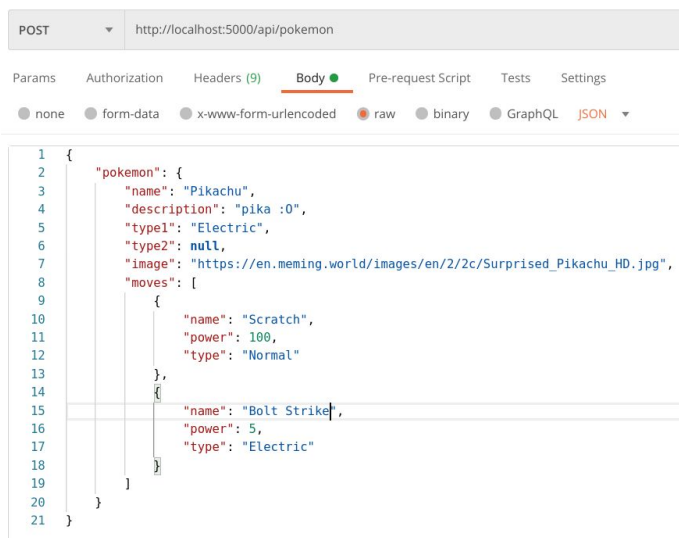 POST http://localhost:5000/api/pokemon
Params Authorization Headers (9) Body Pre-request Script Tests Settings
none form-data x-www-form-urlencoded raw binary GraphQL JSON
1 {
2 "pokemon": {
3 "name": "Pikachu",
4 "description": "pika :O",
5 "type1": "Electric",
6 "type2": null,
7 "image": "https://en.meming.world/images/en/2/2c/Surprised_Pikachu_HD.jpg",
8 "moves": [
9 {
10 "name": "Scratch",
11 "power": 100,
12 "type": "Normal"
13 },
14 {
15 "name": "Bolt Strike",
16 "power": 5,
17 "type": "Electric"
18 }
19 ]
20 }
21 }